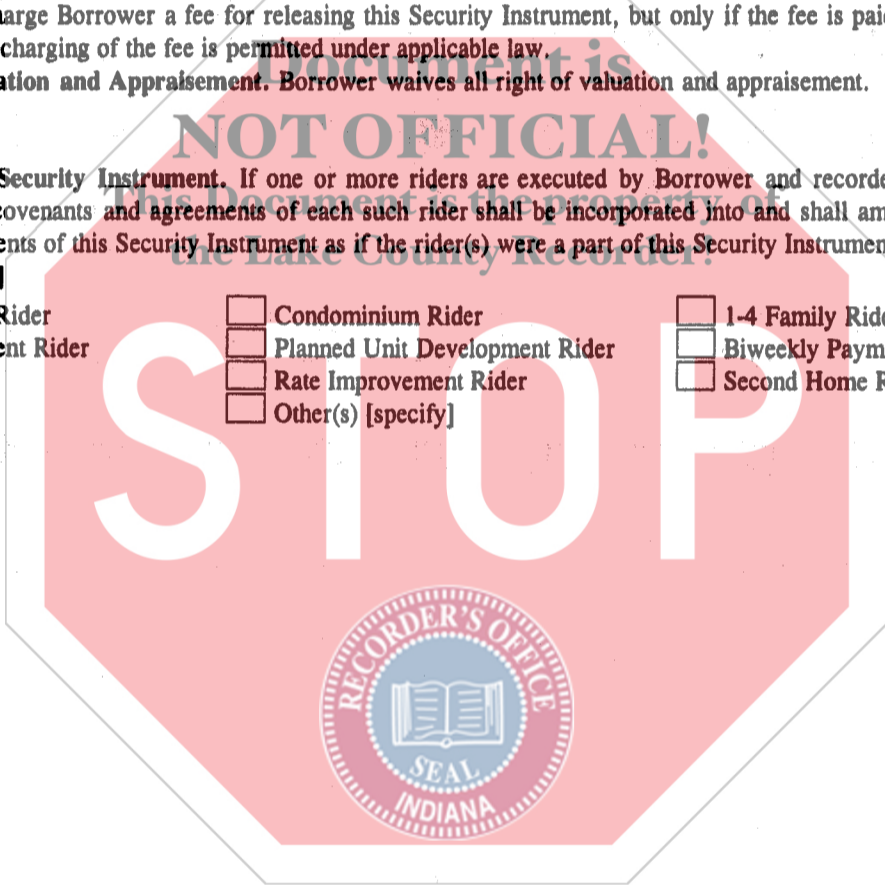 arge Borrower a fee for releasing this Security Instrument, but only if the fee is paid
charging of the fee is permitted under applicable law.
ation and Appraisement. Borrower waives all right of valuation and appraisement.
Document is
NOT OFFICIAL!
Security Instrument. If one or more riders are executed by Borrower and recorde
This Document is the property of
ovenants and agreements of each such rider shall be incorporated into and shall am
ents of this Security Instrument as if the rider(s) were a part of this Security Instrumen
the Lake County Recorder!
Rider Condominium Rider 1-4 Family Ride
ent Rider Planned Unit Development Rider Biweekly Paym
Rate Improvement Rider Second Home R
Other(s) [specify]
STOP
RECORDER'S OFFICE
SEAL
INDIANA